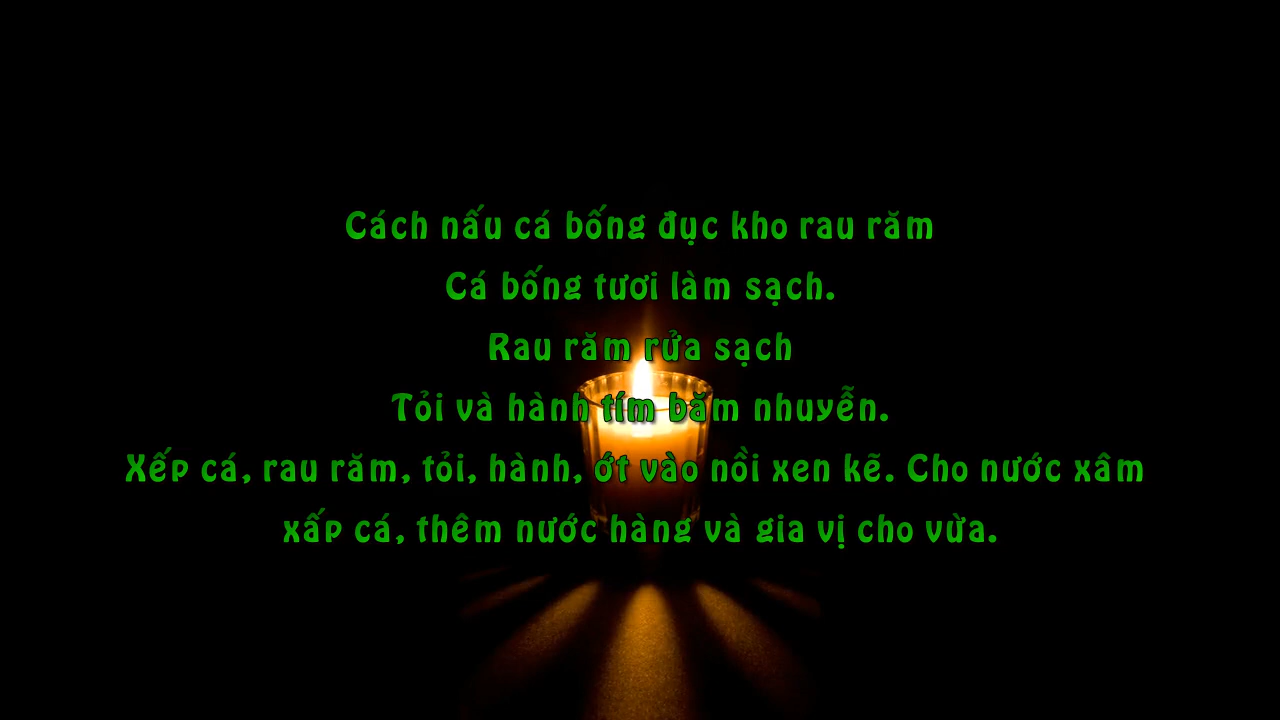 Cách nấu cá bống đục kho rau răm
Cá bống tươi làm sạch.
Rau răm rửa sạch
Tỏi và hành tím băm nhuyễn.
Xếp cá, rau răm, tỏi, hành, ớt vào nồi xen kẽ. Cho nước xâm
xấp cá, thêm nước hàng và gia vị cho vừa.